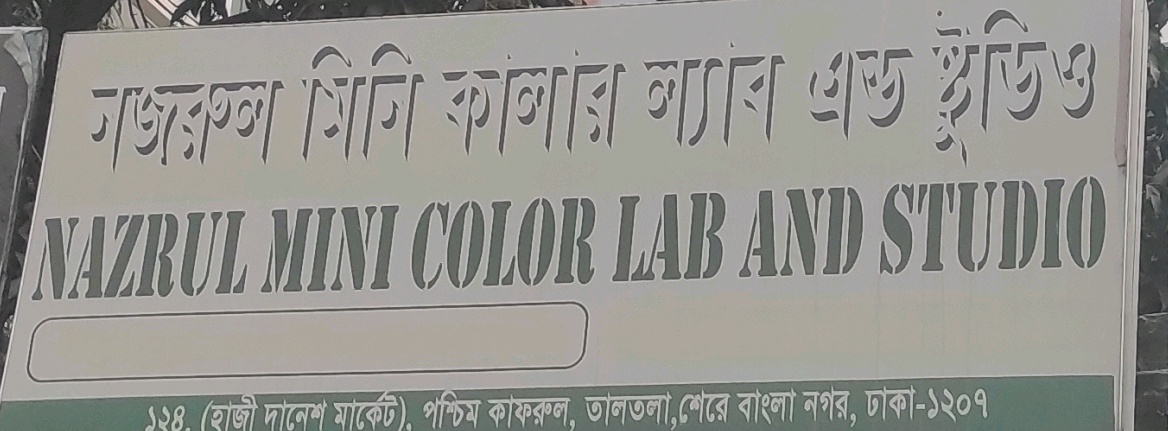 নজরুল মিনি কালার ল্যাব এন্ড ষ্টুডিও
NAZRUL MINI COLOR LAB AND STUDIO
১২৪, (হাজী দানেশ মার্কেট), পশ্চিম কাফরুল, তালতলা,শেরে বাংলা নগর, ঢাকা-১২০৭